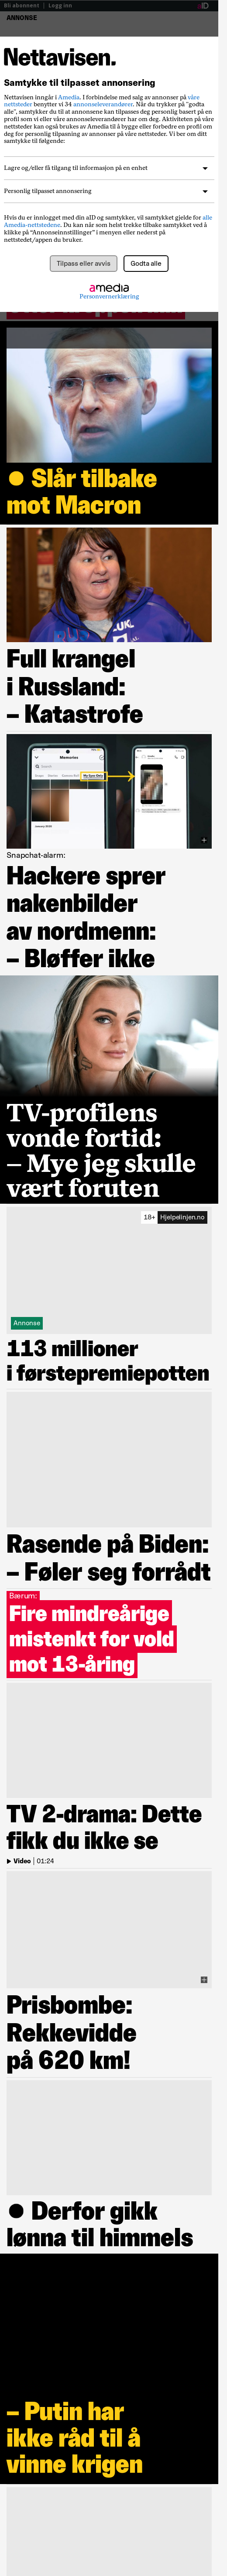 Bli abonnent | Logg inn
ANNONSE
Nettavisen.
Samtykke til tilpasset annonsering
Nettavisen inngår i Amedia. I forbindelse med salg av annonser på våre
nettsteder benytter vi 34 annonseleverandører. Når du trykker på "godta
alle", samtykker du til at annonsene kan tilpasses deg personlig basert på en
profil utarbeidet av våre annonseleverandører om deg. Aktiviteten din på våre
nettsteder kan også brukes av Amedia til å bygge eller forbedre en profil om
deg for personlig tilpasning av annonser på våre nettsteder. Vi ber om ditt
samtykke til følgende:
Lagre og/eller få tilgang til informasjon på en enhet
Personlig tilpasset annonsering
Hvis du er innlogget med din aID og samtykker, vil samtykket gjelde for alle
Amedia-nettstedene. Du kan når som helst trekke tilbake samtykket ved å
klikke på “Annonseinnstillinger” i menyen eller nederst på
nettstedet/appen du bruker.
Tilpass eller avvis
Godta alle
amedia
Personvernerklæring
Slår tilbake
mot Macron
Full krangel
i Russland:
– Katastrofe
Memories
Search
My Eyes Only
Snapchat-alarm:
Hackere sprer
nakenbilder
av nordmenn:
– Bløffer ikke
TV-profilens
vonde fortid:
– Mye jeg skulle
vært foruten
18+ Hjelpelinjen.no
Annonse
113 millioner
i førstepremiepotten
Rasende på Biden:
– Føler seg forrådt
Bærum:
Fire mindreårige
mistenkt for vold
mot 13-åring
TV 2-drama: Dette
fikk du ikke se
Video | 01:24
Prisbombe:
Rekkevidde
på 620 km!
Derfor gikk
lønna til himmels
– Putin har
ikke råd til å
vinne krigen